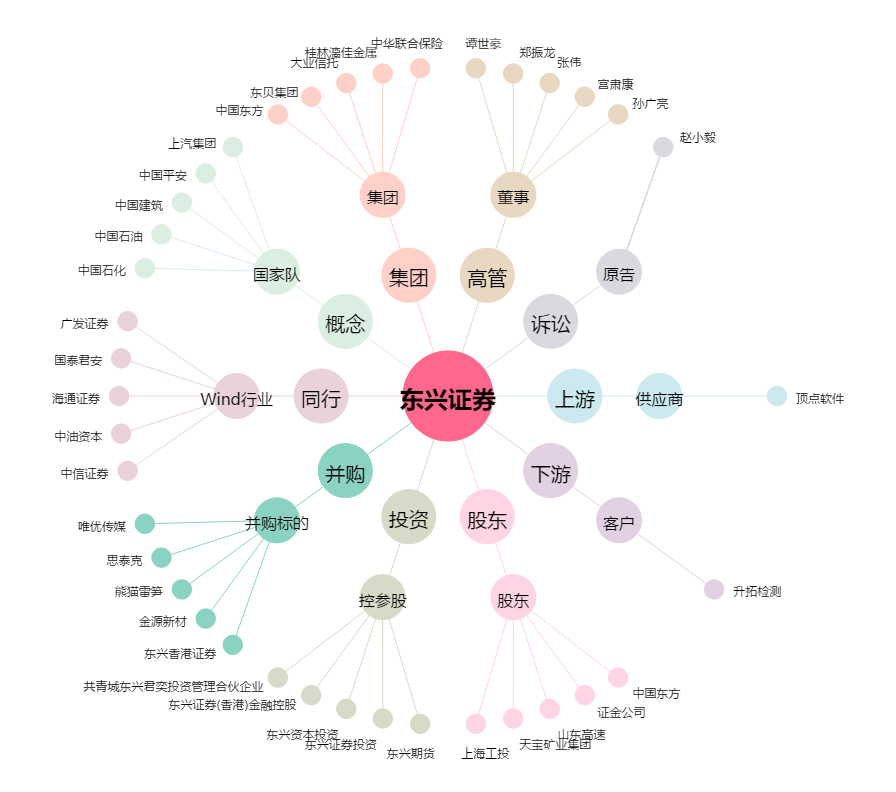 中华联合保险
谭世豪
桂林漓佳金属
郑振龙
大业信托
张伟
宫肃康
东贝集团
孙广亮
中国东方
赵小毅
上汽集团
中国平安
集团
董事
中国建筑
中国石油
中国石化
国家队
集团
高管
原告
概念
诉讼
广发证券
国泰君安
海通证券
Wind行业
同行
东兴证券
上游
供应商
顶点软件
中油资本
中信证券
并购
下游
唯优传媒
并购标的
投资
股东
客户
思泰克
熊猫雷笋
升拓检测
控参股
股东
金源新材
东兴香港证券
共青城东兴君奕投资管理合伙企业
中国东方
东兴证券(香港)金融控股
证金公司
东兴资本投资
山东高速
东兴证券投资
天宝矿业集团
东兴期货
上海工投